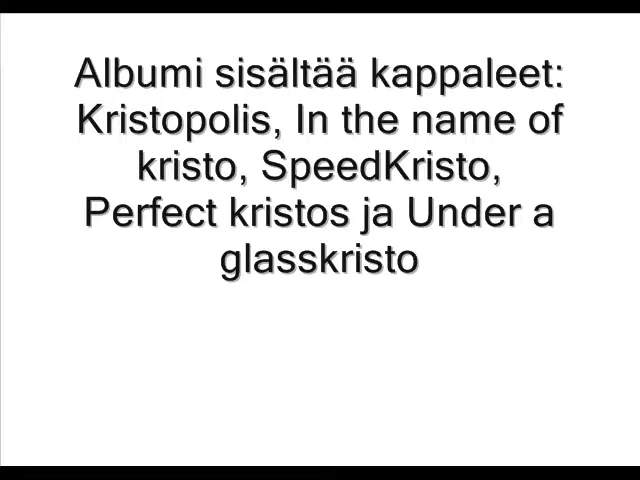 Albumi sisältää kappaleet:
Kristopolis, In the name of
kristo, SpeedKristo,
Perfect kristos ja Under a
glasskristo